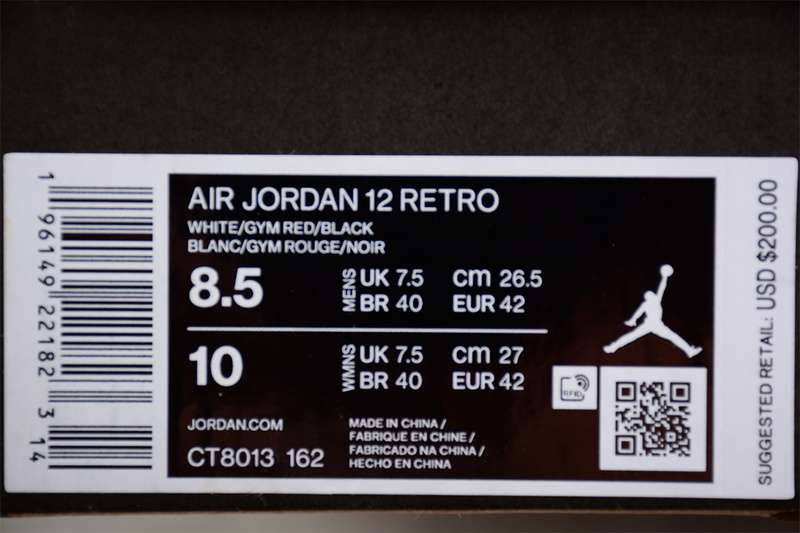 AIR JORDAN 12 RETRO
WHITE/GYM RED/BLACK
BLANC/GYM ROUGE/NOIR
8.5
MENS
UK 7.5 cm 26.5
BR 40 EUR 42
10
WMNS
UK 7.5 cm 27
BR 40 EUR 42
JORDAN.COM
CT8013 162
MADE IN CHINA /
FABRIQUE EN CHINE /
FABRICADO NA CHINA /
HECHO EN CHINA
RFID
1 96149 22182 3 14
SUGGESTED RETAIL: USD $200.00